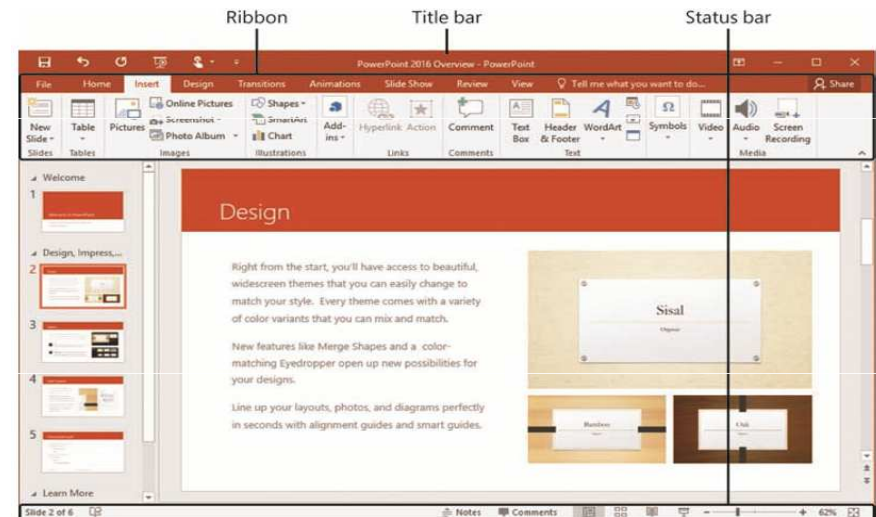 Ribbon Title bar Status bar
PowerPoint 2016 Overview - PowerPoint
File Home Insert Design Transitions Animations Slide Show Review View Tell me what you want to do... Share
New Slide
Table
Pictures
Online Pictures
Screenshot
Photo Album
Shapes
SmartArt
Chart
Add-ins
Hyperlink Action
Comment
Text Box
Header & Footer
WordArt
Symbols
Video
Audio
Screen Recording
Slides Tables Images Illustrations Links Comments Text Media
Welcome
1
Design, Impress,...
2
3
4
5
Learn More
Design
Right from the start, you'll have access to beautiful,
widescreen themes that you can easily change to
match your style. Every theme comes with a variety
of color variants that you can mix and match.
New features like Merge Shapes and a color-
matching Eyedropper open up new possibilities for
your designs.
Line up your layouts, photos, and diagrams perfectly
in seconds with alignment guides and smart guides.
Sisal
Organic
Bamboo
Oak
Slide 2 of 6 Notes Comments 62%